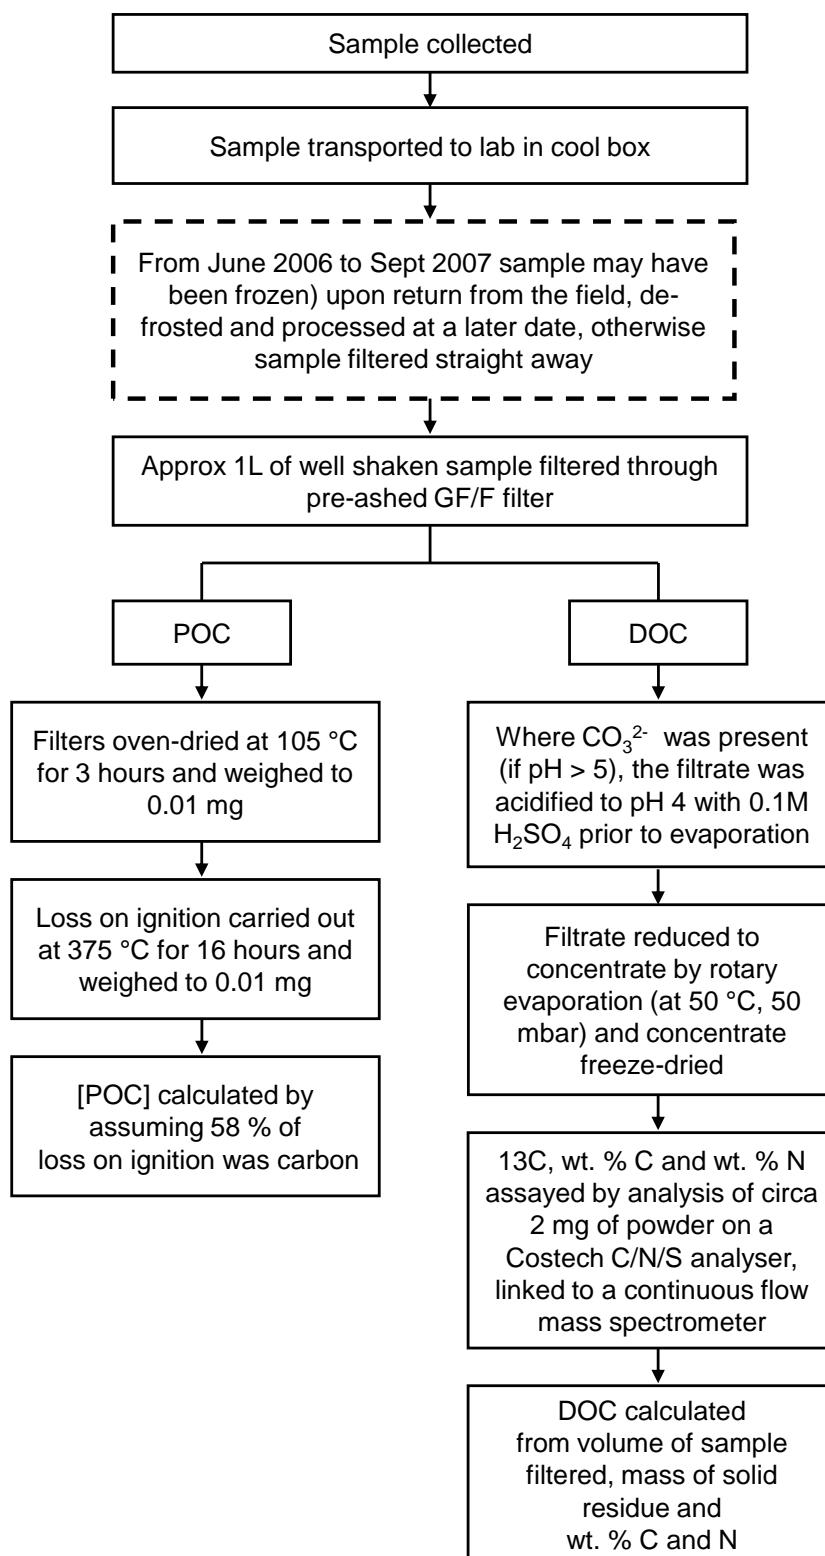 Sample collected
Sample transported to lab in cool box
From June 2006 to Sept 2007 sample may have
been frozen) upon return from the field, de-
frosted and processed at a later date, otherwise
sample filtered straight away
Approx 1L of well shaken sample filtered through
pre-ashed GF/F filter
POC
Filters oven-dried at 105 °C
for 3 hours and weighed to
0.01 mg
Loss on ignition carried out
at 375 °C for 16 hours and
weighed to 0.01 mg
[POC] calculated by
assuming 58 % of
loss on ignition was carbon
DOC
Where CO₃²⁻ was present
(if pH > 5), the filtrate was
acidified to pH 4 with 0.1M
H₂SO₄ prior to evaporation
Filtrate reduced to
concentrate by rotary
evaporation (at 50 °C, 50
mbar) and concentrate
freeze-dried
13C, wt. % C and wt. % N
assayed by analysis of circa
2 mg of powder on a
Costech C/N/S analyser,
linked to a continuous flow
mass spectrometer
DOC calculated
from volume of sample
filtered, mass of solid
residue and
wt. % C and N